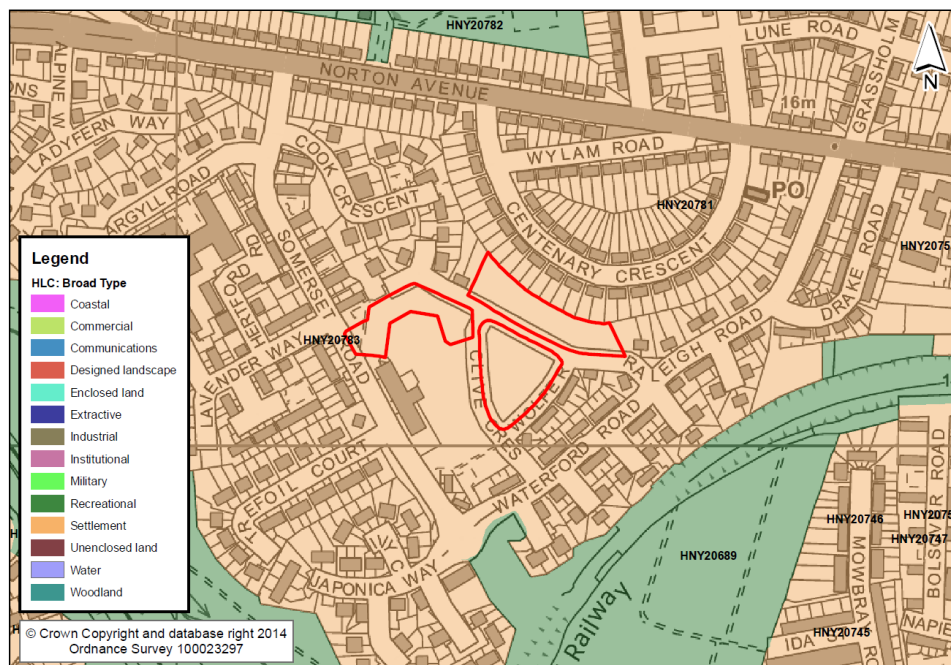 HNY20782
LUNE ROAD
GRASSHOLM
N
ALPINE W
NORTON AVENUE
16m
ONS
ADYFERN WAY
COOK CRESCENT
WYLAM ROAD
ARGYLL ROAD
PO
HNY20781
CENTENARY CRESCENT
SOMERSET ROAD
HERTFORD RD
DRAKE ROAD
HNY2075
Legend
HLC: Broad Type
Coastal
Commercial
Communications
Designed landscape
Enclosed land
Extractive
Industrial
Institutional
Military
Recreational
Settlement
Unenclosed land
Water
Woodland
LAVENDER WAY
HNY20783
RALEIGH ROAD
CLIVE CRES
WOLFE R
1
WATERFORD ROAD
TREFOIL COURT
JAPONICA WAY
HNY20746
HNY2075
HNY20747
HNY20689
MOWBRAY RO
BOLSOVER
Railway
IDA S
HNY20745
NAPIE
© Crown Copyright and database right 2014
Ordnance Survey 100023297